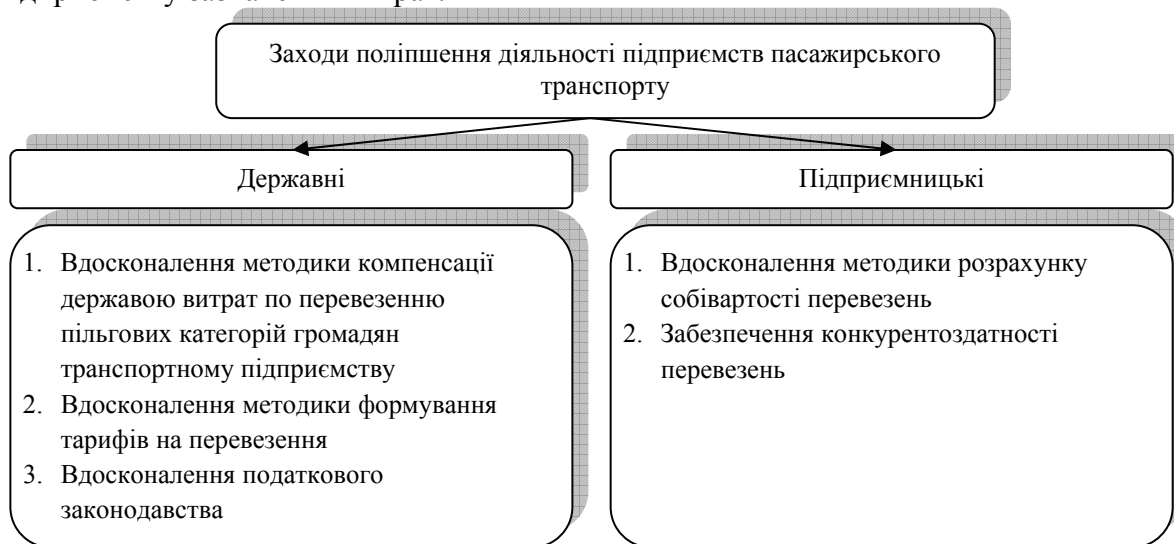 Заходи поліпшення діяльності підприємств пасажирського
транспорту
Державні
Підприємницькі
1. Вдосконалення методики компенсації
державою витрат по перевезенню
пільгових категорій громадян
транспортному підприємству
2. Вдосконалення методики формування
тарифів на перевезення
3. Вдосконалення податкового
законодавства
1. Вдосконалення методики розрахунку
собівартості перевезень
2. Забезпечення конкурентоздатності
перевезень